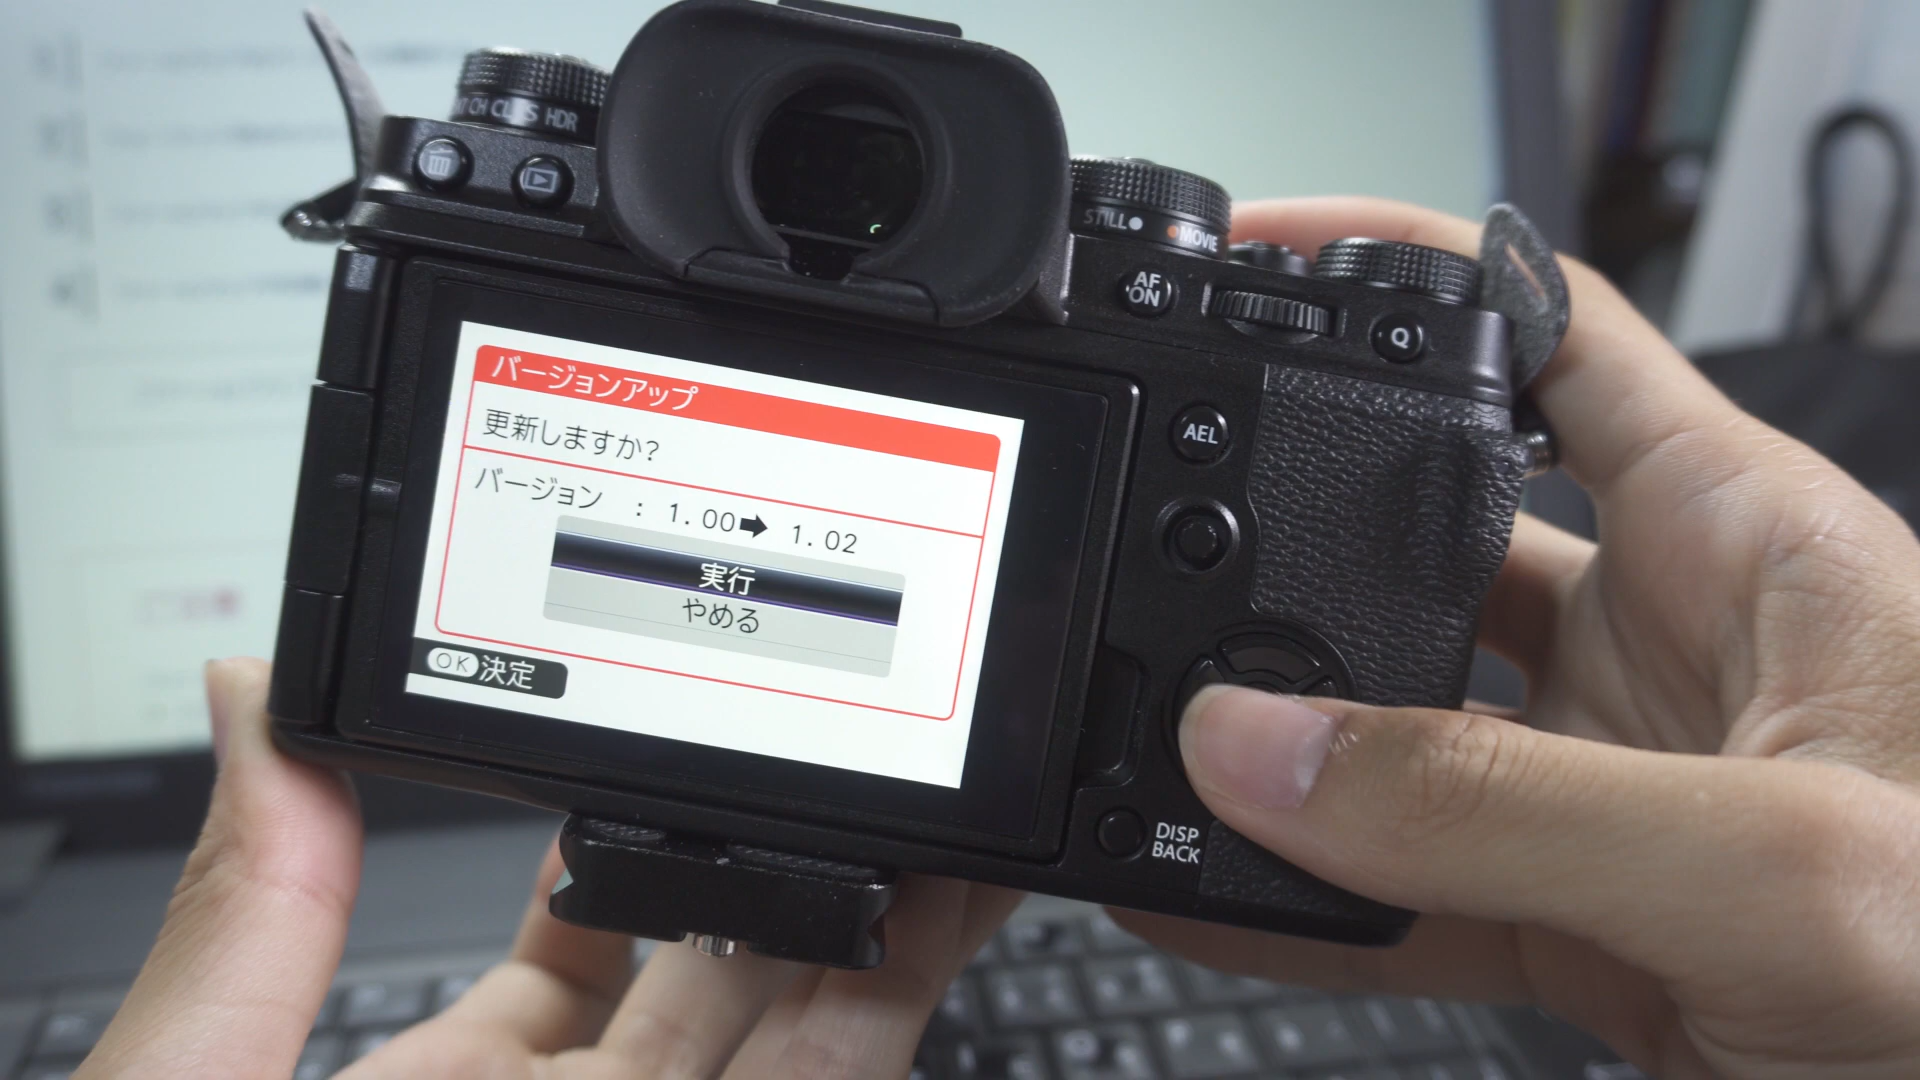 CH CL S HDR
STILL MOVIE
AF
ON
Q
バージョンアップ
更新しますか?
バージョン : 1.00➡ 1.02
実行
やめる
OK 決定
AEL
DISP
BACK